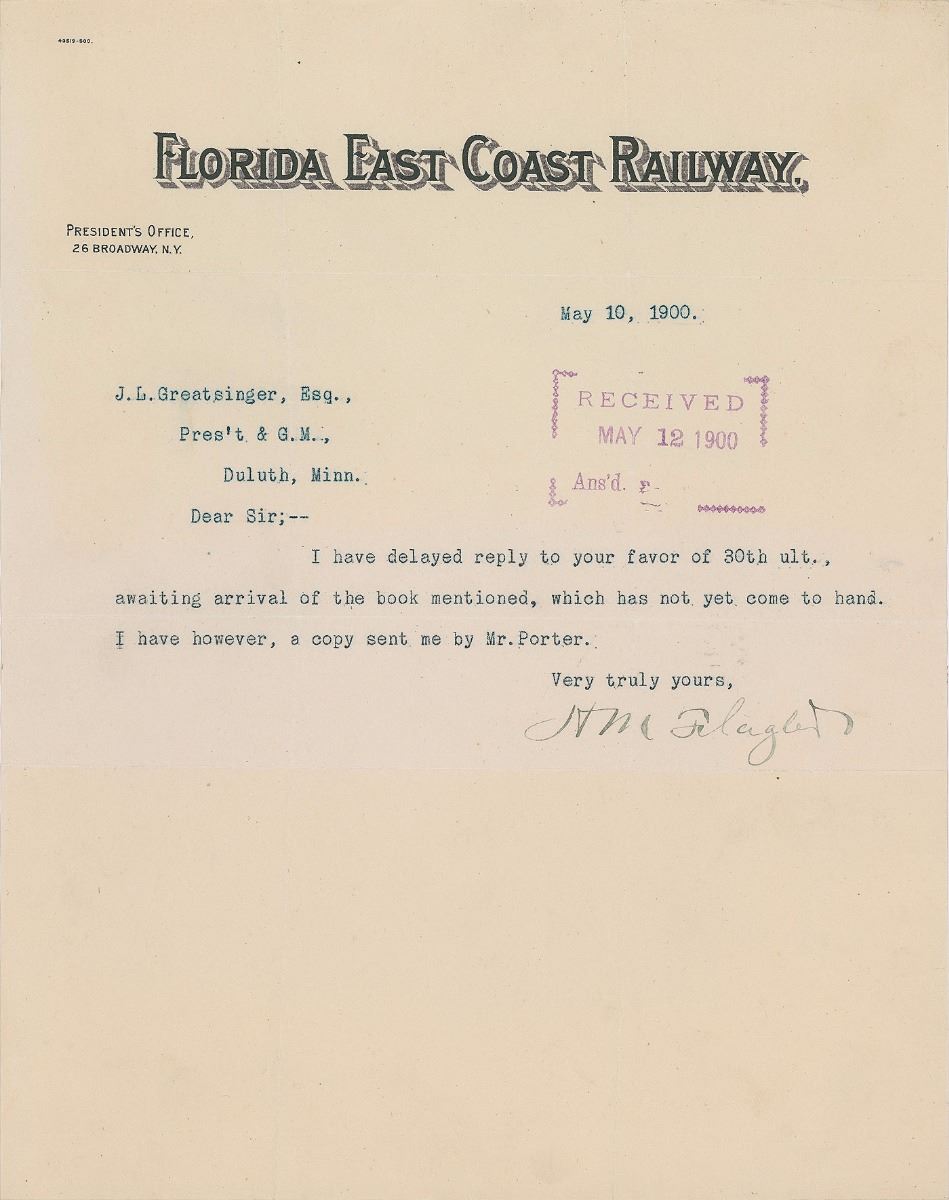 49519-500.
FLORIDA EAST COAST RAILWAY.
PRESIDENT'S OFFICE,
26 BROADWAY, N.Y.
May 10, 1900.
J.L.Greatsinger, Esq.,
Pres't & G.M.,
Duluth, Minn.
RECEIVED
MAY 12 1900
Ans'd.
Dear Sir;--
I have delayed reply to your favor of 30th ult.,
awaiting arrival of the book mentioned, which has not yet come to hand.
I have however, a copy sent me by Mr.Porter.
Very truly yours,
H M Flagler